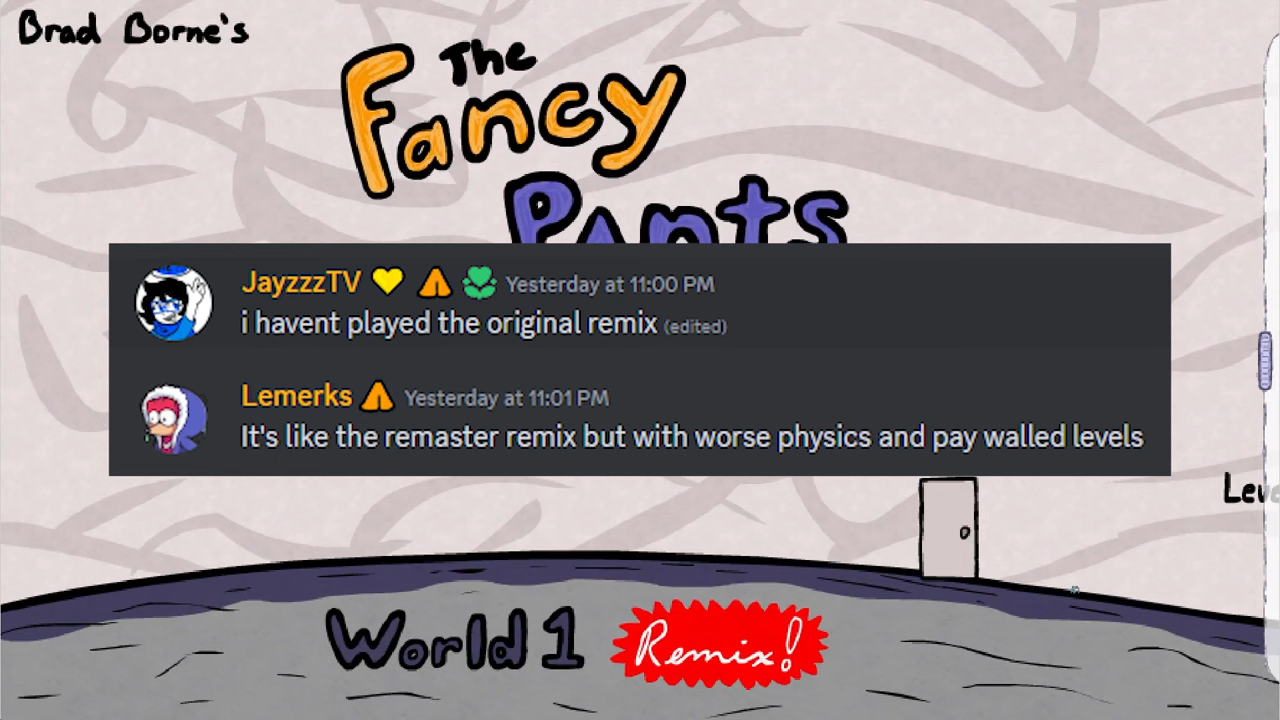 Brad Borne's
The
Fancy
Pants
JayzzzTV Yesterday at 11:00 PM
i havent played the original remix (edited)
Lemerks Yesterday at 11:01 PM
It's like the remaster remix but with worse physics and pay walled levels
World 1 Remix!